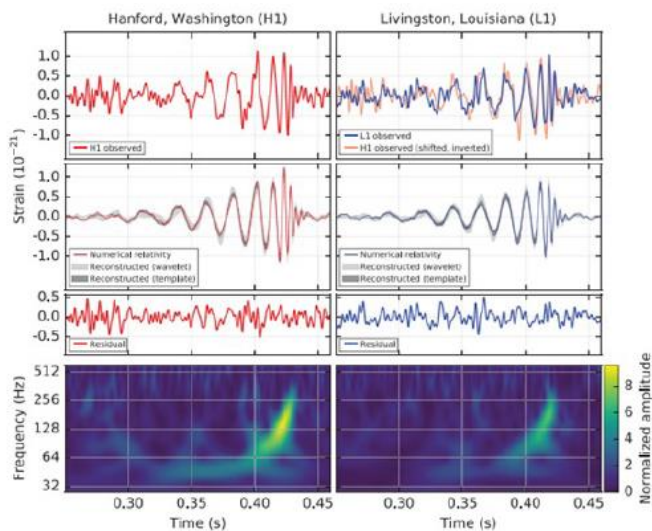 Hanford, Washington (H1)
Livingston, Louisiana (L1)
1.0
0.5
0.0
-0.5
-1.0
H1 observed
L1 observed
H1 observed (shifted, inverted)
Strain (10⁻²¹)
1.0
0.5
0.0
-0.5
-1.0
Numerical relativity
Reconstructed (wavelet)
Reconstructed (template)
Numerical relativity
Reconstructed (wavelet)
Reconstructed (template)
0.5
0.0
-0.5
Residual
Residual
Frequency (Hz)
512
256
128
64
32
0.30
0.35
0.40
0.45
0.30
0.35
0.40
0.45
Time (s)
Time (s)
8
6
4
2
0
Normalized amplitude